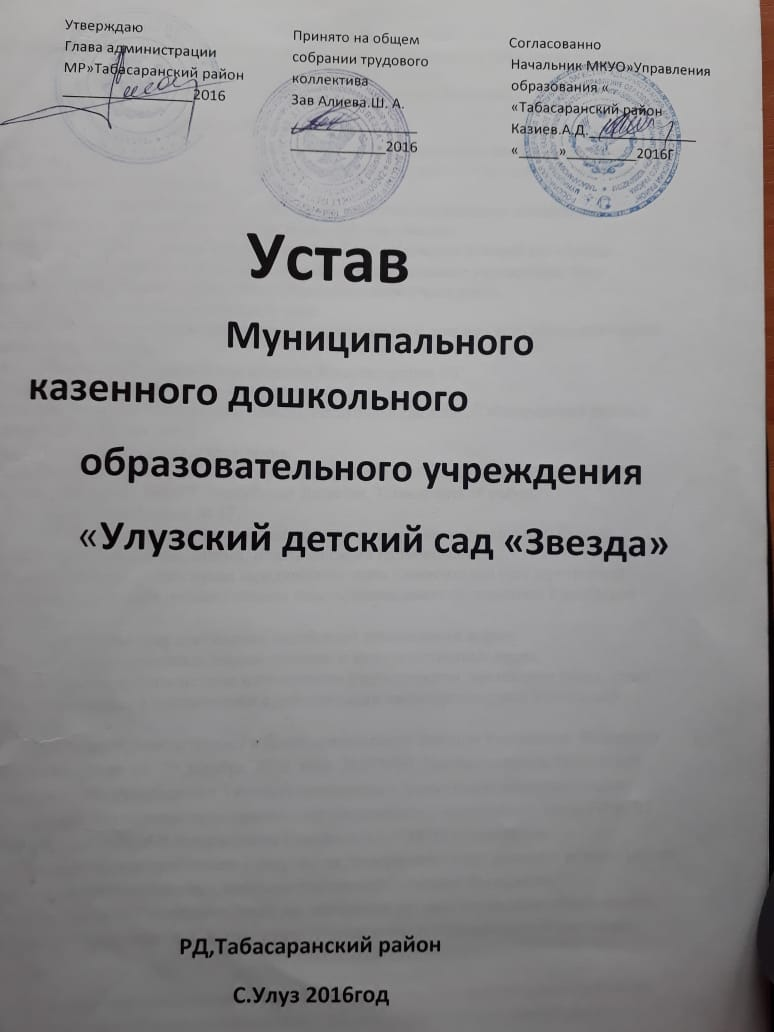 Утверждаю
Глава администрации
МР»Табасаранский район
2016
Принято на общем
собрании трудового
коллектива
Зав Алиева.Ш. А.
2016
Согласованно
Начальник МКУО»Управления
образования «
«Табасаранский район
Казиев.А.Д.
«_____»_________2016Г
Устав
Муниципального
казенного дошкольного
образовательного учреждения
«Улузский детский сад «Звезда»
РД,Табасаранский район
С.Улуз 2016год